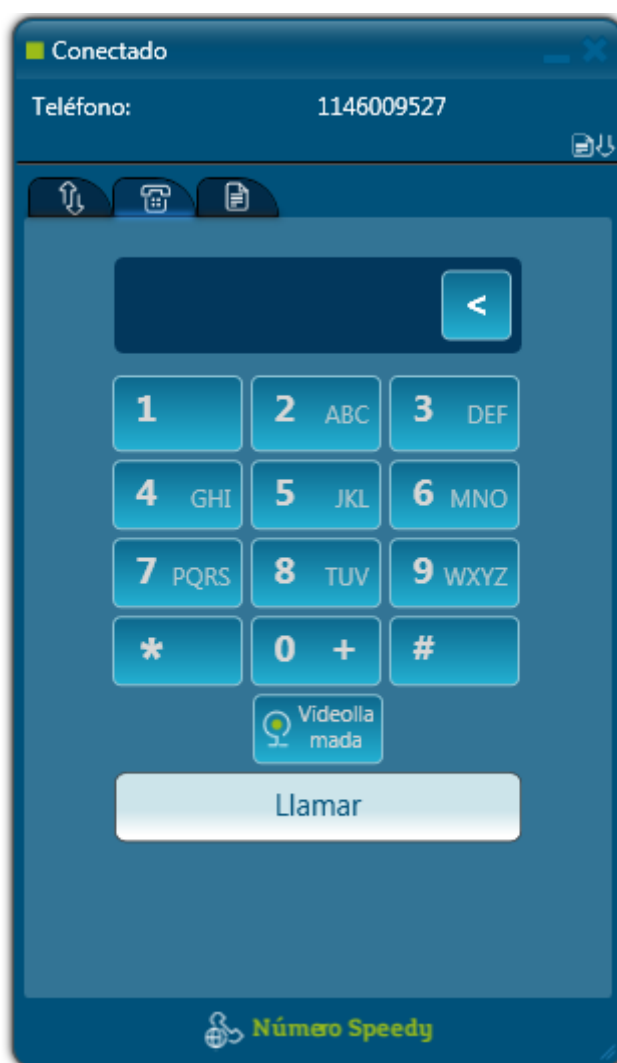 Conectado
Teléfono: 1146009527
<
1
2 ABC
3 DEF
4 GHI
5 JKL
6 MNO
7 PQRS
8 TUV
9 WXYZ
*
0 +
#
Videolla
mada
Llamar
Número Speedy